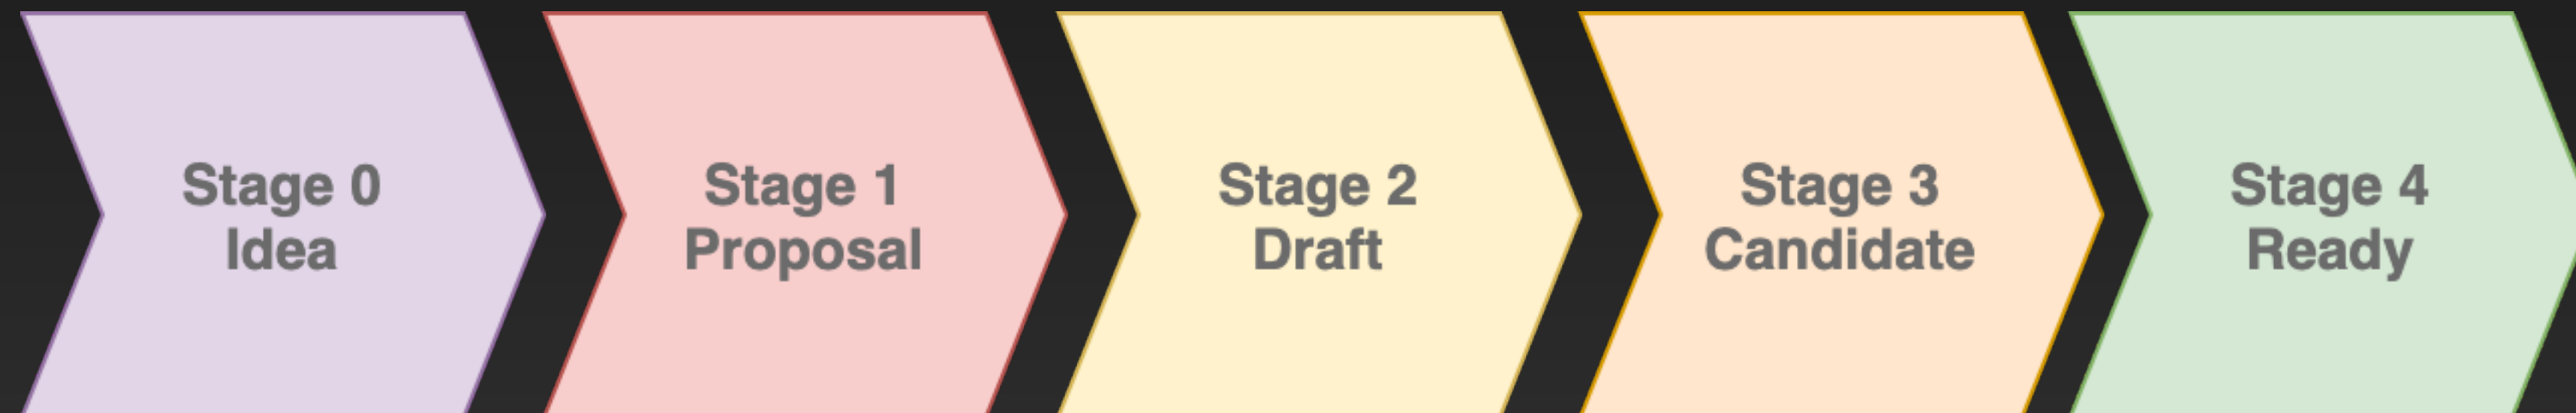 Stage 0
Idea
Stage 1
Proposal
Stage 2
Draft
Stage 3
Candidate
Stage 4
Ready